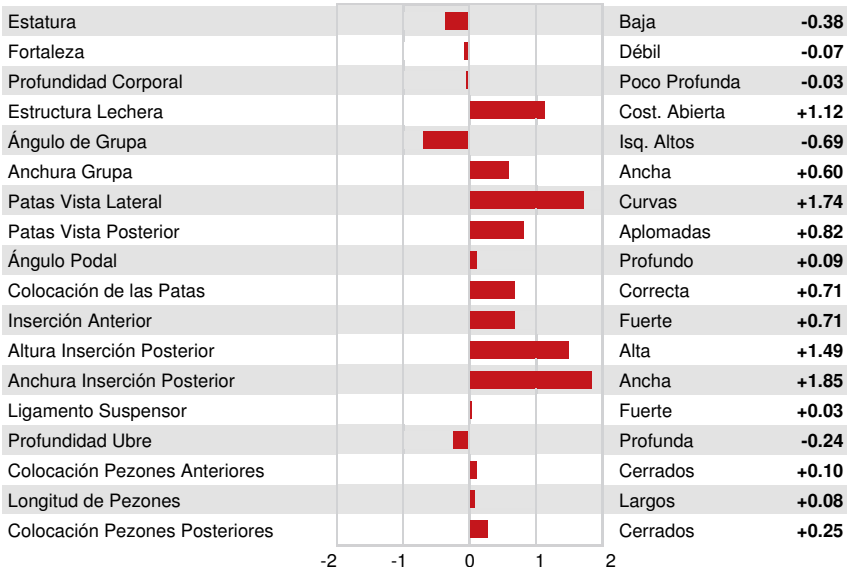 Estatura Baja -0.38
Fortaleza Débil -0.07
Profundidad Corporal Poco Profunda -0.03
Estructura Lechera Cost. Abierta +1.12
Ángulo de Grupa Isq. Altos -0.69
Anchura Grupa Ancha +0.60
Patas Vista Lateral Curvas +1.74
Patas Vista Posterior Aplomadas +0.82
Ángulo Podal Profundo +0.09
Colocación de las Patas Correcta +0.71
Inserción Anterior Fuerte +0.71
Altura Inserción Posterior Alta +1.49
Anchura Inserción Posterior Ancha +1.85
Ligamento Suspensor Fuerte +0.03
Profundidad Ubre Profunda -0.24
Colocación Pezones Anteriores Cerrados +0.10
Longitud de Pezones Largos +0.08
Colocación Pezones Posteriores Cerrados +0.25
-2 -1 0 1 2